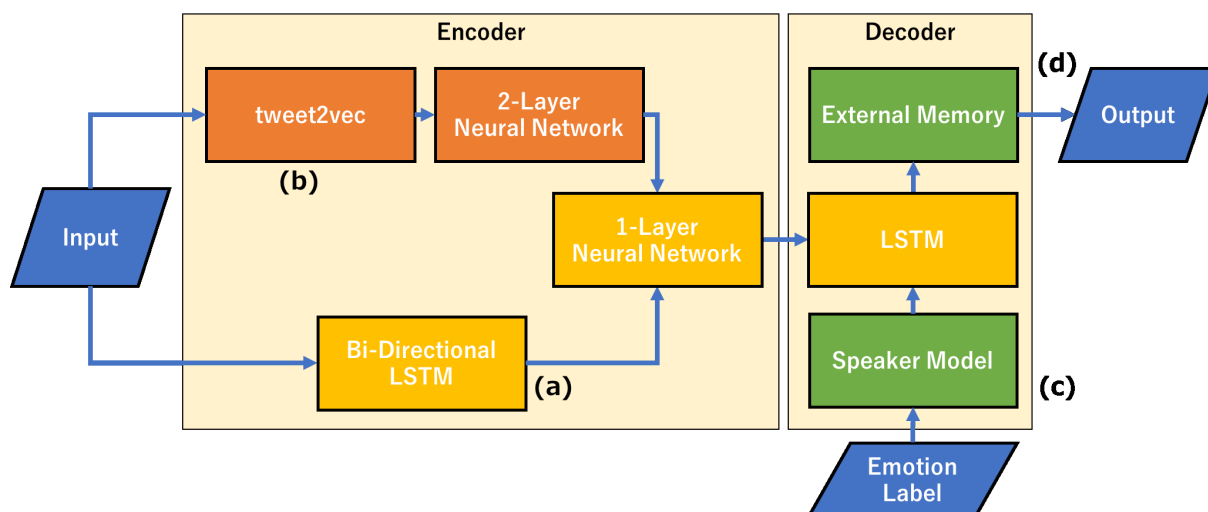 Encoder
Decoder
tweet2vec
2-Layer
Neural Network
External Memory
(d)
Output
(b)
Input
1-Layer
Neural Network
LSTM
Bi-Directional
LSTM
(a)
Speaker Model
(c)
Emotion
Label